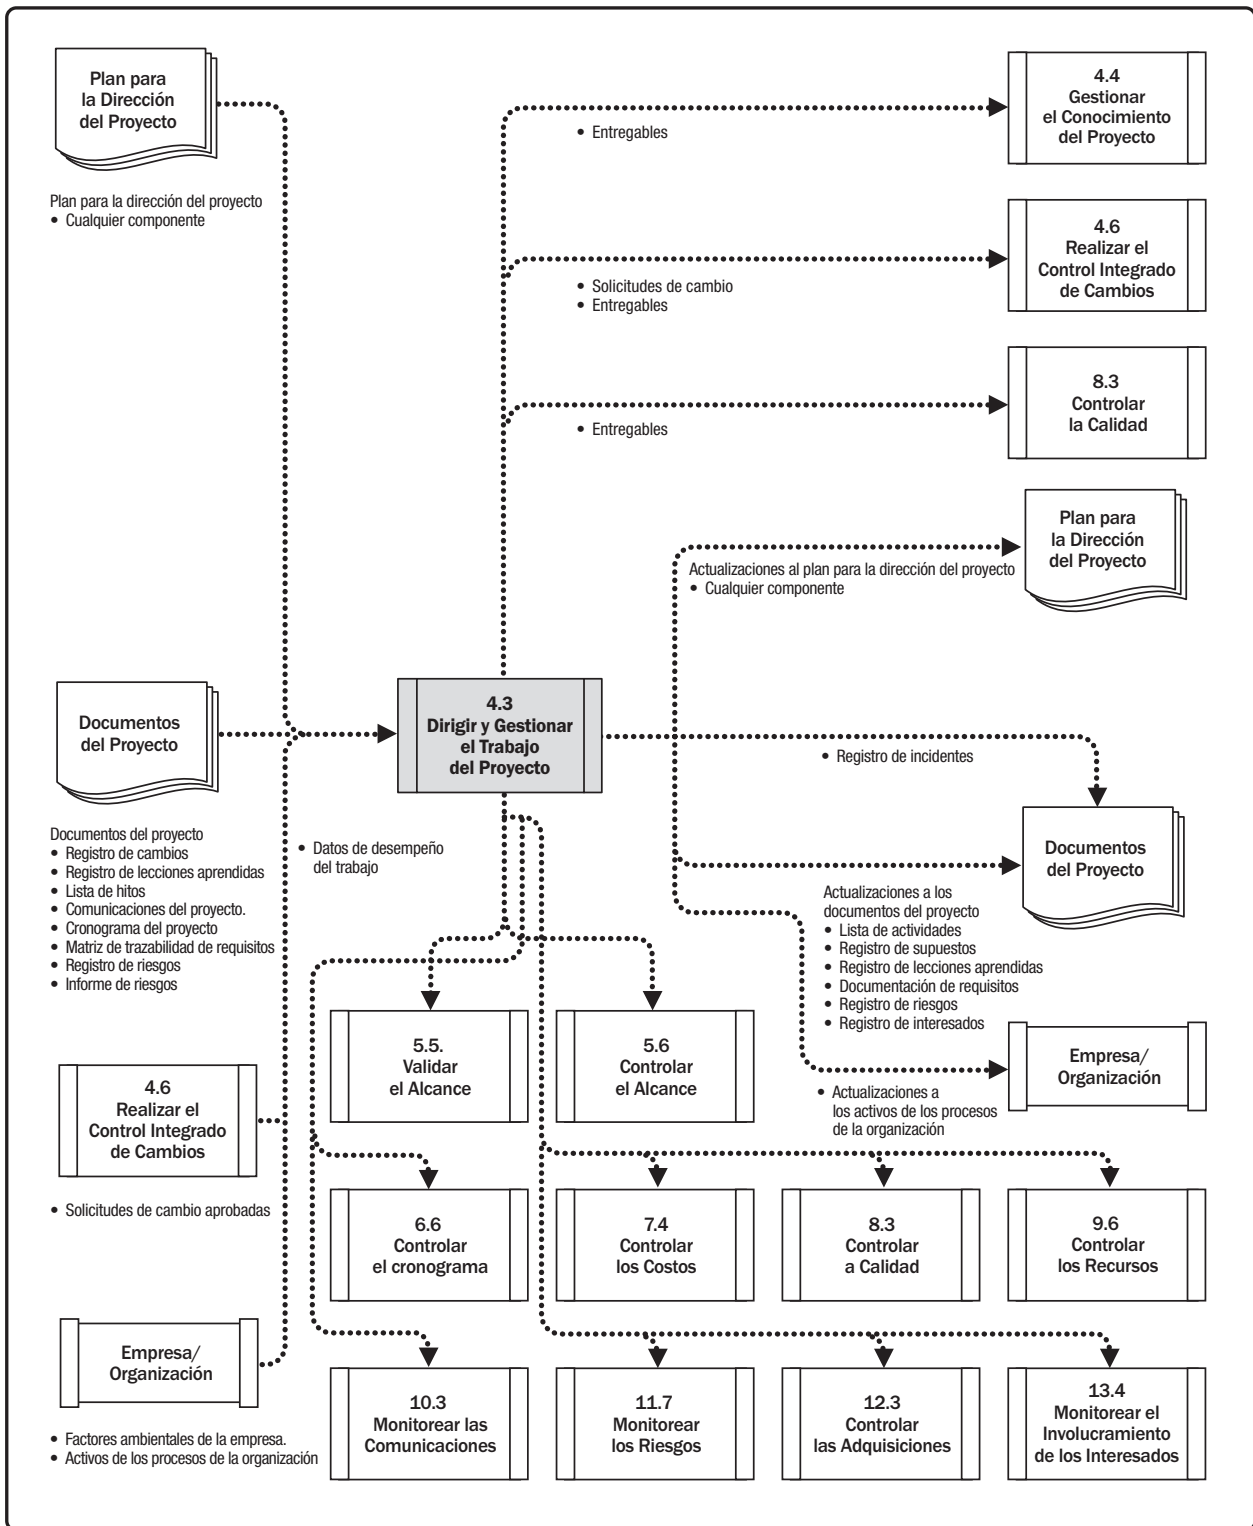 Plan para
la Dirección
del Proyecto
Plan para la dirección del proyecto
• Cualquier componente
• Entregables
4.4
Gestionar
el Conocimiento
del Proyecto
• Solicitudes de cambio
• Entregables
4.6
Realizar el
Control Integrado
de Cambios
• Entregables
8.3
Controlar
la Calidad
Actualizaciones al plan para la dirección del proyecto
• Cualquier componente
Plan para
la Dirección
del Proyecto
Documentos
del Proyecto
4.3
Dirigir y Gestionar
el Trabajo
del Proyecto
• Registro de incidentes
Documentos del proyecto
• Registro de cambios
• Registro de lecciones aprendidas
• Lista de hitos
• Comunicaciones del proyecto.
• Cronograma del proyecto
• Matriz de trazabilidad de requisitos
• Registro de riesgos
• Informe de riesgos
• Datos de desempeño
del trabajo
Documentos
del Proyecto
Actualizaciones a los
documentos del proyecto
• Lista de actividades
• Registro de supuestos
• Registro de lecciones aprendidas
• Documentación de requisitos
• Registro de riesgos
• Registro de interesados
5.5.
Validar
el Alcance
5.6
Controlar
el Alcance
Empresa/
Organización
• Actualizaciones a
los activos de los procesos
de la organización
4.6
Realizar el
Control Integrado
de Cambios
• Solicitudes de cambio aprobadas
6.6
Controlar
el cronograma
7.4
Controlar
los Costos
8.3
Controlar
a Calidad
9.6
Controlar
los Recursos
Empresa/
Organización
• Factores ambientales de la empresa.
• Activos de los procesos de la organización
10.3
Monitorear las
Comunicaciones
11.7
Monitorear
los Riesgos
12.3
Controlar
las Adquisiciones
13.4
Monitorear el
Involucramiento
de los Interesados